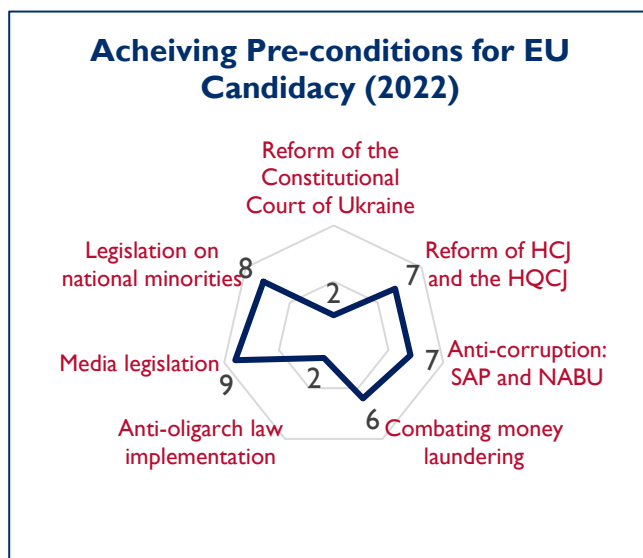 Acheiving Pre-conditions for EU
Candidacy (2022)
Reform of the
Constitutional
Court of Ukraine
Legislation on
national minorities
8
2
7
Reform of HCJ
and the HQCJ
Media legislation
9
2
7
Anti-corruption:
SAP and NABU
Anti-oligarch law
implementation
6
Combating money
laundering